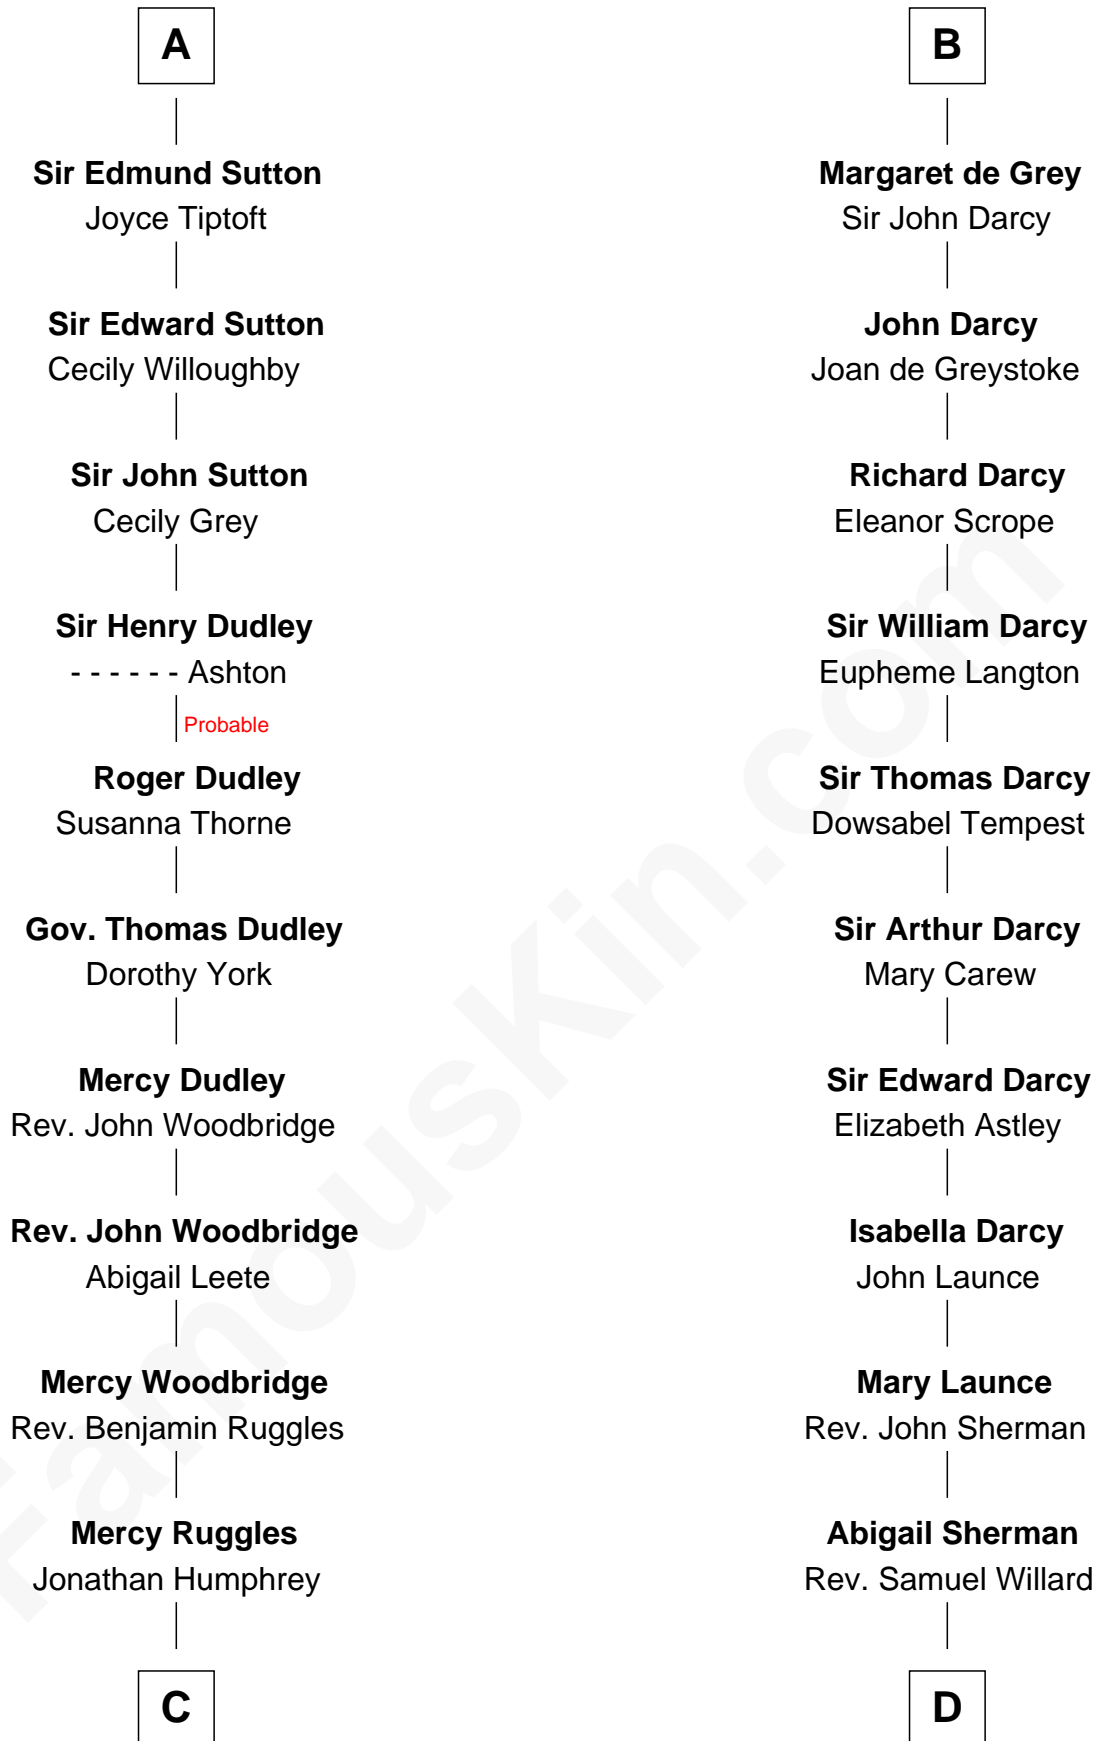 A
Sir Edmund Sutton
Joyce Tiptoft
Sir Edward Sutton
Cecily Willoughby
Sir John Sutton
Cecily Grey
Sir Henry Dudley
- - - - - - Ashton
Probable
Roger Dudley
Susanna Thorne
Gov. Thomas Dudley
Dorothy York
Mercy Dudley
Rev. John Woodbridge
Rev. John Woodbridge
Abigail Leete
Mercy Woodbridge
Rev. Benjamin Ruggles
Mercy Ruggles
Jonathan Humphrey
C
B
Margaret de Grey
Sir John Darcy
John Darcy
Joan de Greystoke
Richard Darcy
Eleanor Scrope
Sir William Darcy
Eupheme Langton
Sir Thomas Darcy
Dowsabel Tempest
Sir Arthur Darcy
Mary Carew
Sir Edward Darcy
Elizabeth Astley
Isabella Darcy
John Launce
Mary Launce
Rev. John Sherman
Abigail Sherman
Rev. Samuel Willard
D
FamousKin.com